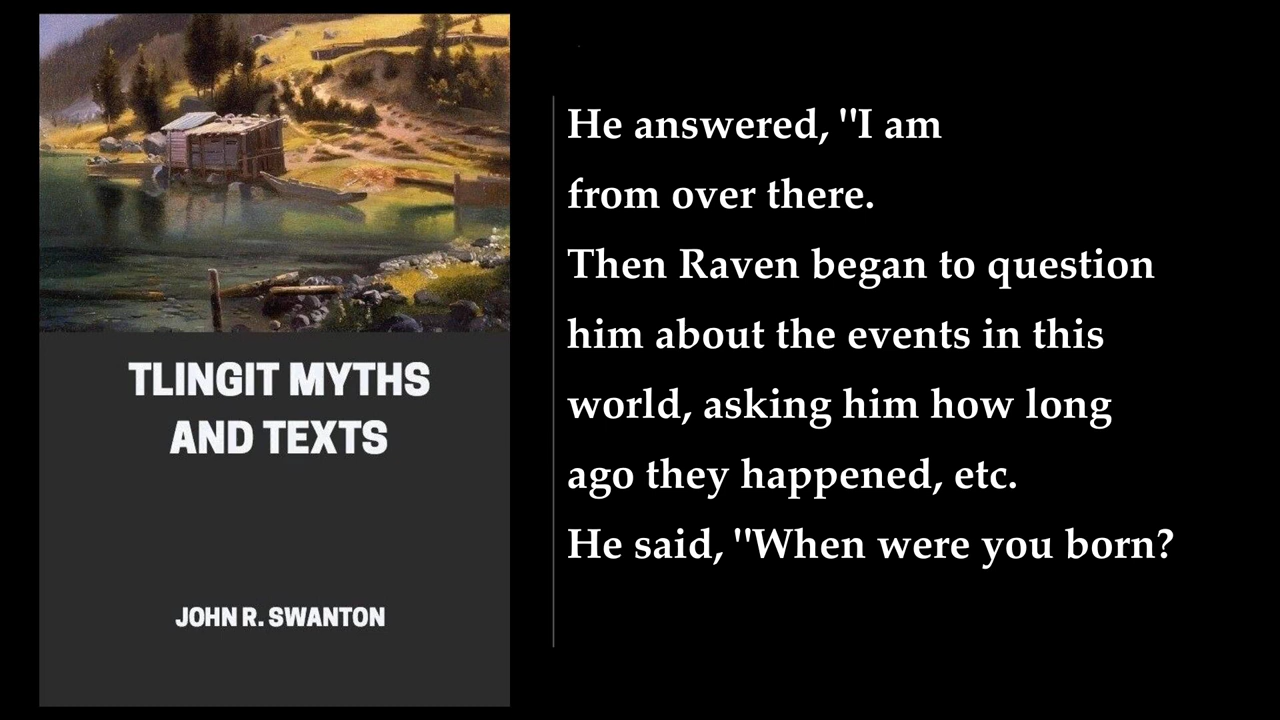 TLINGIT MYTHS
AND TEXTS
JOHN R. SWANTON
He answered, "I am
from over there.
Then Raven began to question
him about the events in this
world, asking him how long
ago they happened, etc.
He said, "When were you born?